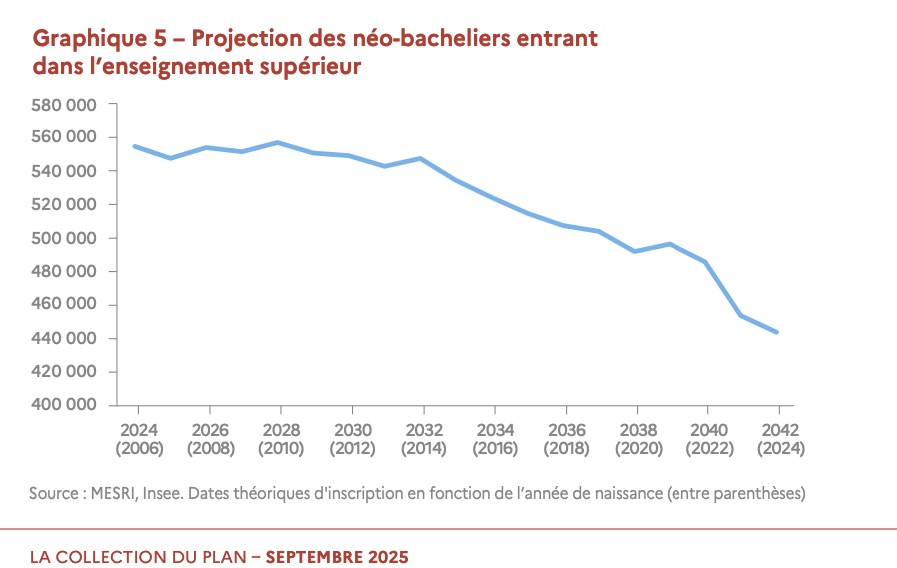 Graphique 5 – Projection des néo-bacheliers entrant
dans l’enseignement supérieur
580 000
560 000
540 000
520 000
500 000
480 000
460 000
440 000
420 000
400 000
2024 2026 2028 2030 2032 2034 2036 2038 2040 2042
(2006) (2008) (2010) (2012) (2014) (2016) (2018) (2020) (2022) (2024)
Source : MESRI, Insee. Dates théoriques d'inscription en fonction de l’année de naissance (entre parenthèses)
LA COLLECTION DU PLAN – SEPTEMBRE 2025